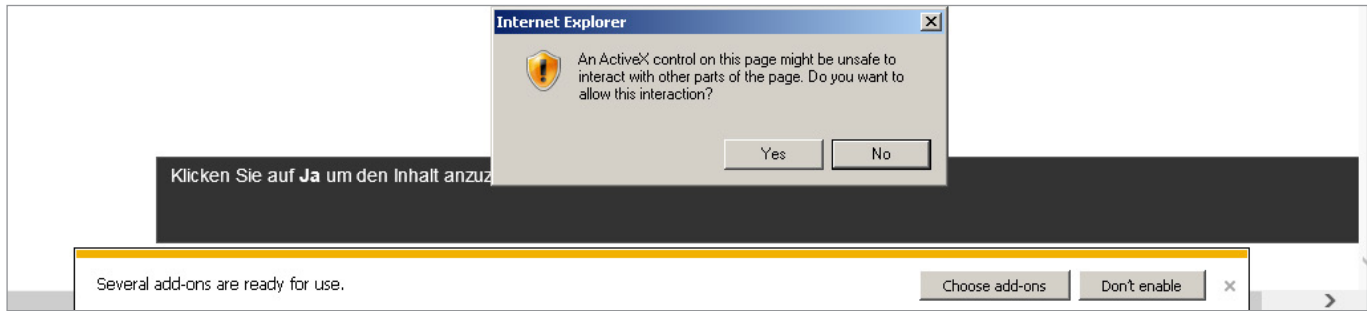 Internet Explorer
An ActiveX control on this page might be unsafe to
interact with other parts of the page. Do you want to
allow this interaction?
Yes No
Klicken Sie auf Ja um den Inhalt
Several add-ons are ready for use.
Choose add-ons Don't enable